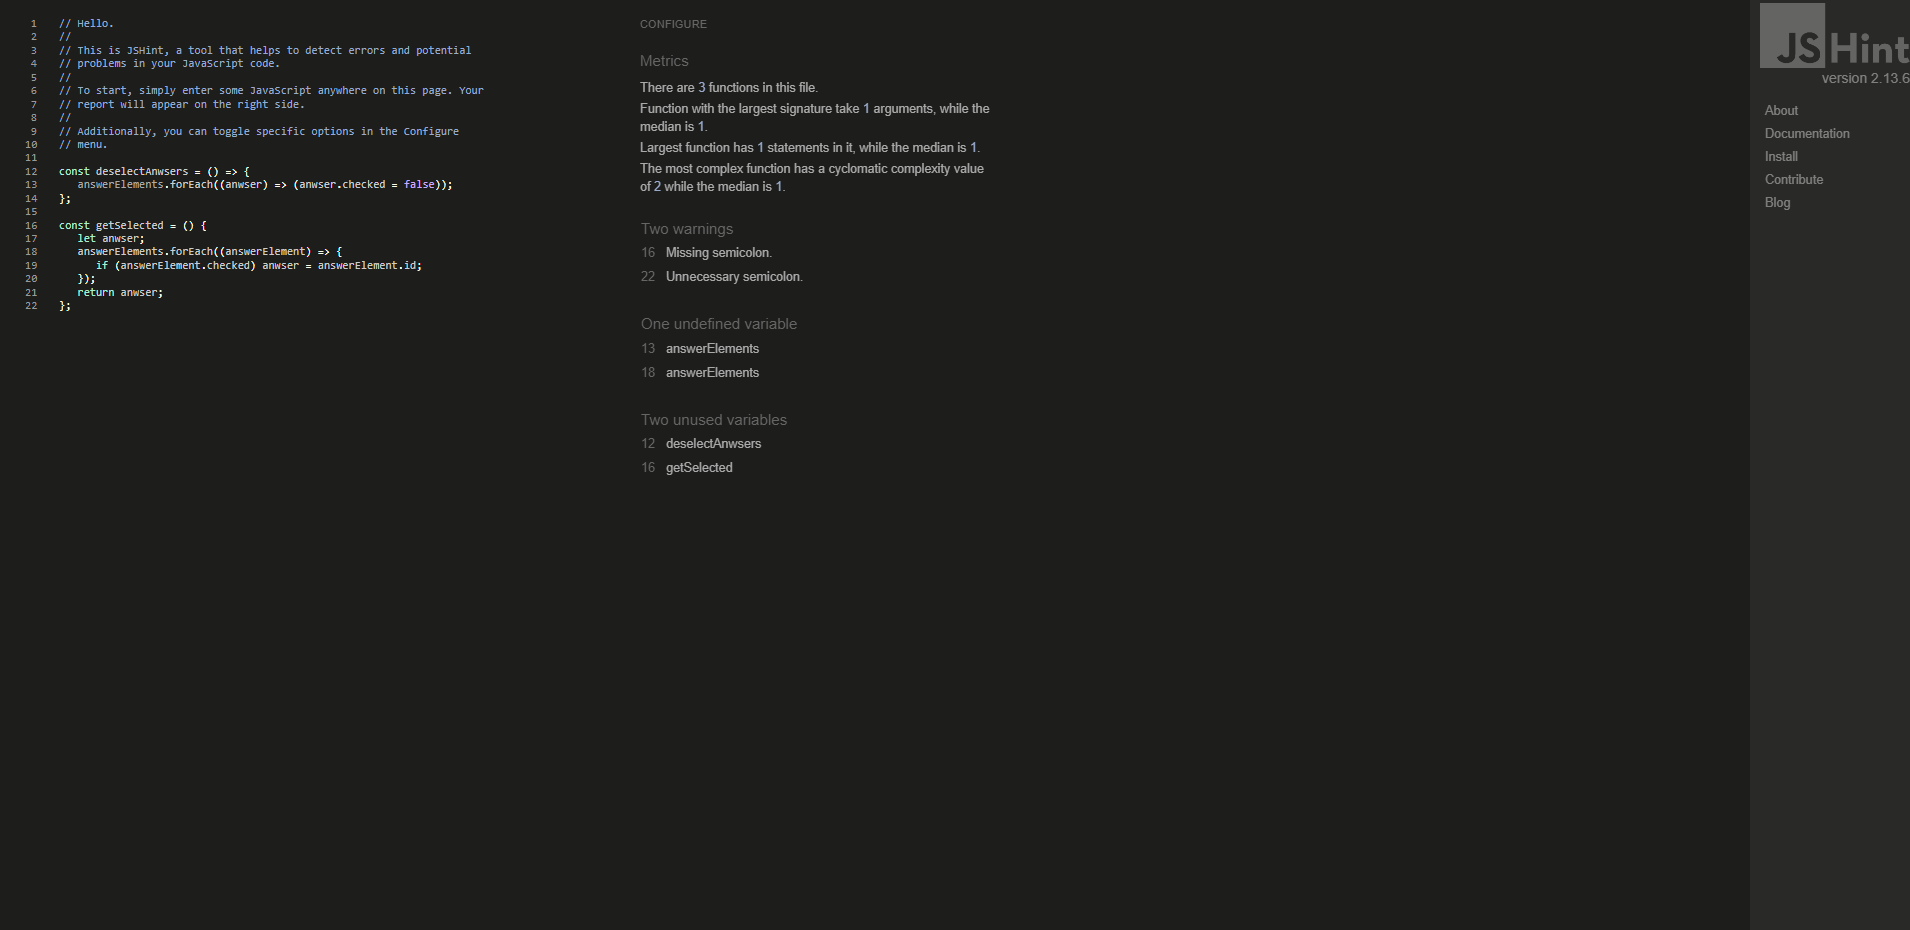 1 // Hello.
2 //
3 // This is JSHint, a tool that helps to detect errors and potential
4 // problems in your JavaScript code.
5 //
6 // To start, simply enter some JavaScript anywhere on this page. Your
7 // report will appear on the right side.
8 //
9 // Additionally, you can toggle specific options in the Configure
10 // menu.
11
12 const deselectAnwsers = () => {
13 answerElements.forEach((anwser) => (anwser.checked = false));
14 };
15
16 const getSelected = () {
17 let anwser;
18 answerElements.forEach((answerElement) => {
19 if (answerElement.checked) anwser = answerElement.id;
20 });
21 return anwser;
22 };
CONFIGURE
Metrics
There are 3 functions in this file.
Function with the largest signature take 1 arguments, while the
median is 1.
Largest function has 1 statements in it, while the median is 1.
The most complex function has a cyclomatic complexity value
of 2 while the median is 1.
Two warnings
16 Missing semicolon.
22 Unnecessary semicolon.
One undefined variable
13 answerElements
18 answerElements
Two unused variables
12 deselectAnwsers
16 getSelected
JSHint
version 2.13.6
About
Documentation
Install
Contribute
Blog